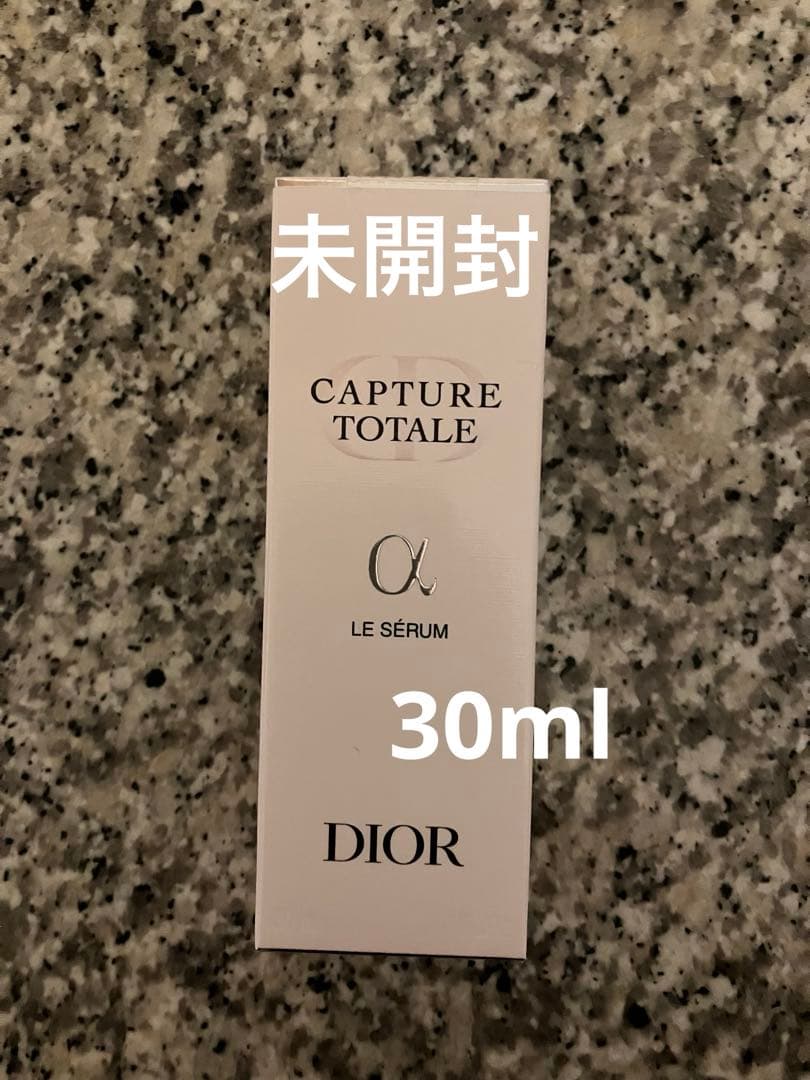 未開封
CAPTURE
TOTALE
α
LE SÉRUM
30ml
DIOR